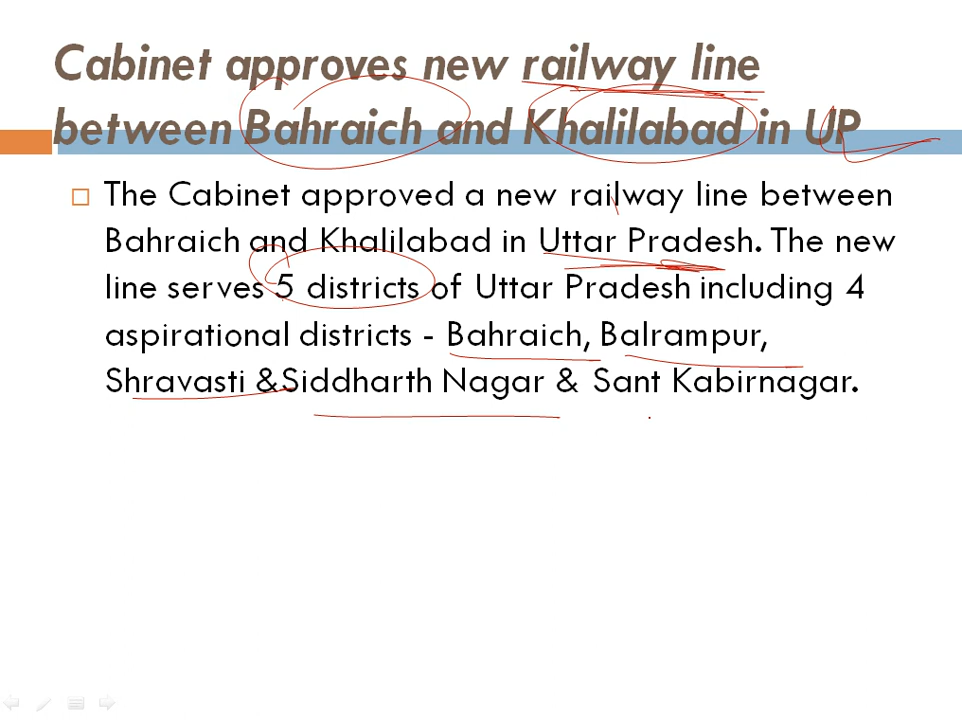 Cabinet approves new railway line
between Bahraich and Khalilabad in UP
The Cabinet approved a new railway line between
Bahraich and Khalilabad in Uttar Pradesh. The new
line serves 5 districts of Uttar Pradesh including 4
aspirational districts - Bahraich, Balrampur,
Shravasti &Siddharth Nagar & Sant Kabirnagar.